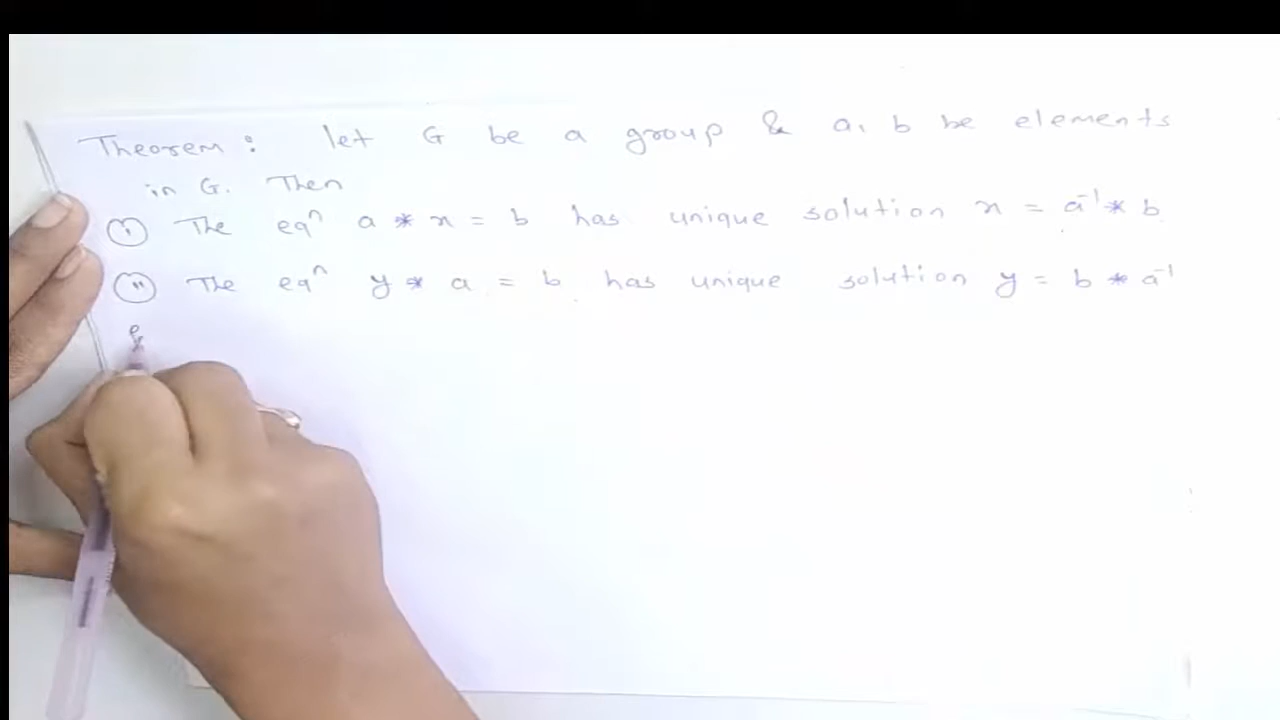 Theorem : let G be a group & a, b be elements
in G. Then
(i) The eqⁿ a * x = b has unique solution x = a⁻¹ * b
(ii) The eqⁿ y * a = b has unique solution y = b * a⁻¹